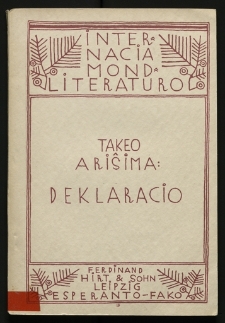 INTER-
NACIA
MOND-
LITERATURO
TAKEO
ARIŜIMA:
DEKLARACIO
FERDINAND
HIRT & SOHN
LEIPZIG
ESPERANTO-FAKO